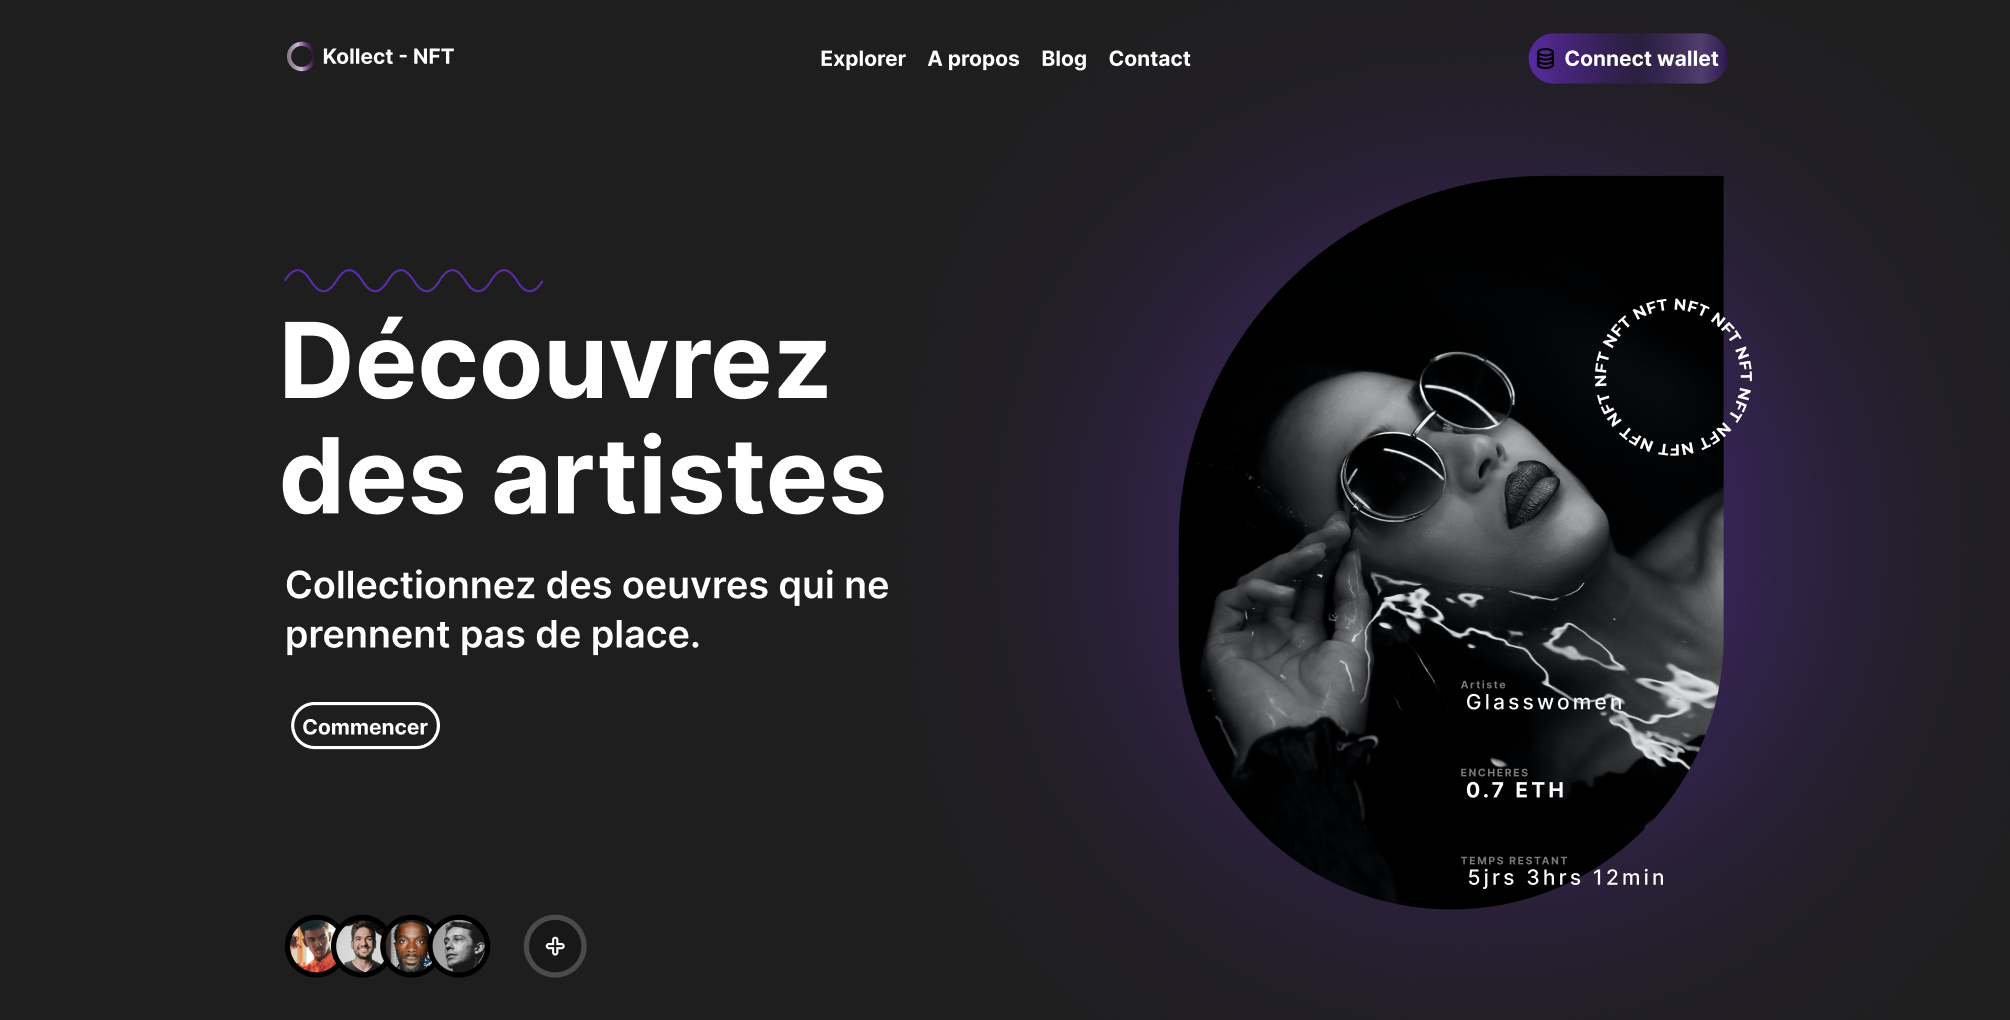 Kollect - NFT
Explorer A propos Blog Contact
Connect wallet
Découvrez
des artistes
Collectionnez des oeuvres qui ne
prennent pas de place.
Commencer
NFT NFT NFT NFT NFT NFT NFT NFT NFT NFT NFT
Artiste
Glasswomen
ENCHERES
0.7 ETH
TEMPS RESTANT
5jrs 3hrs 12min